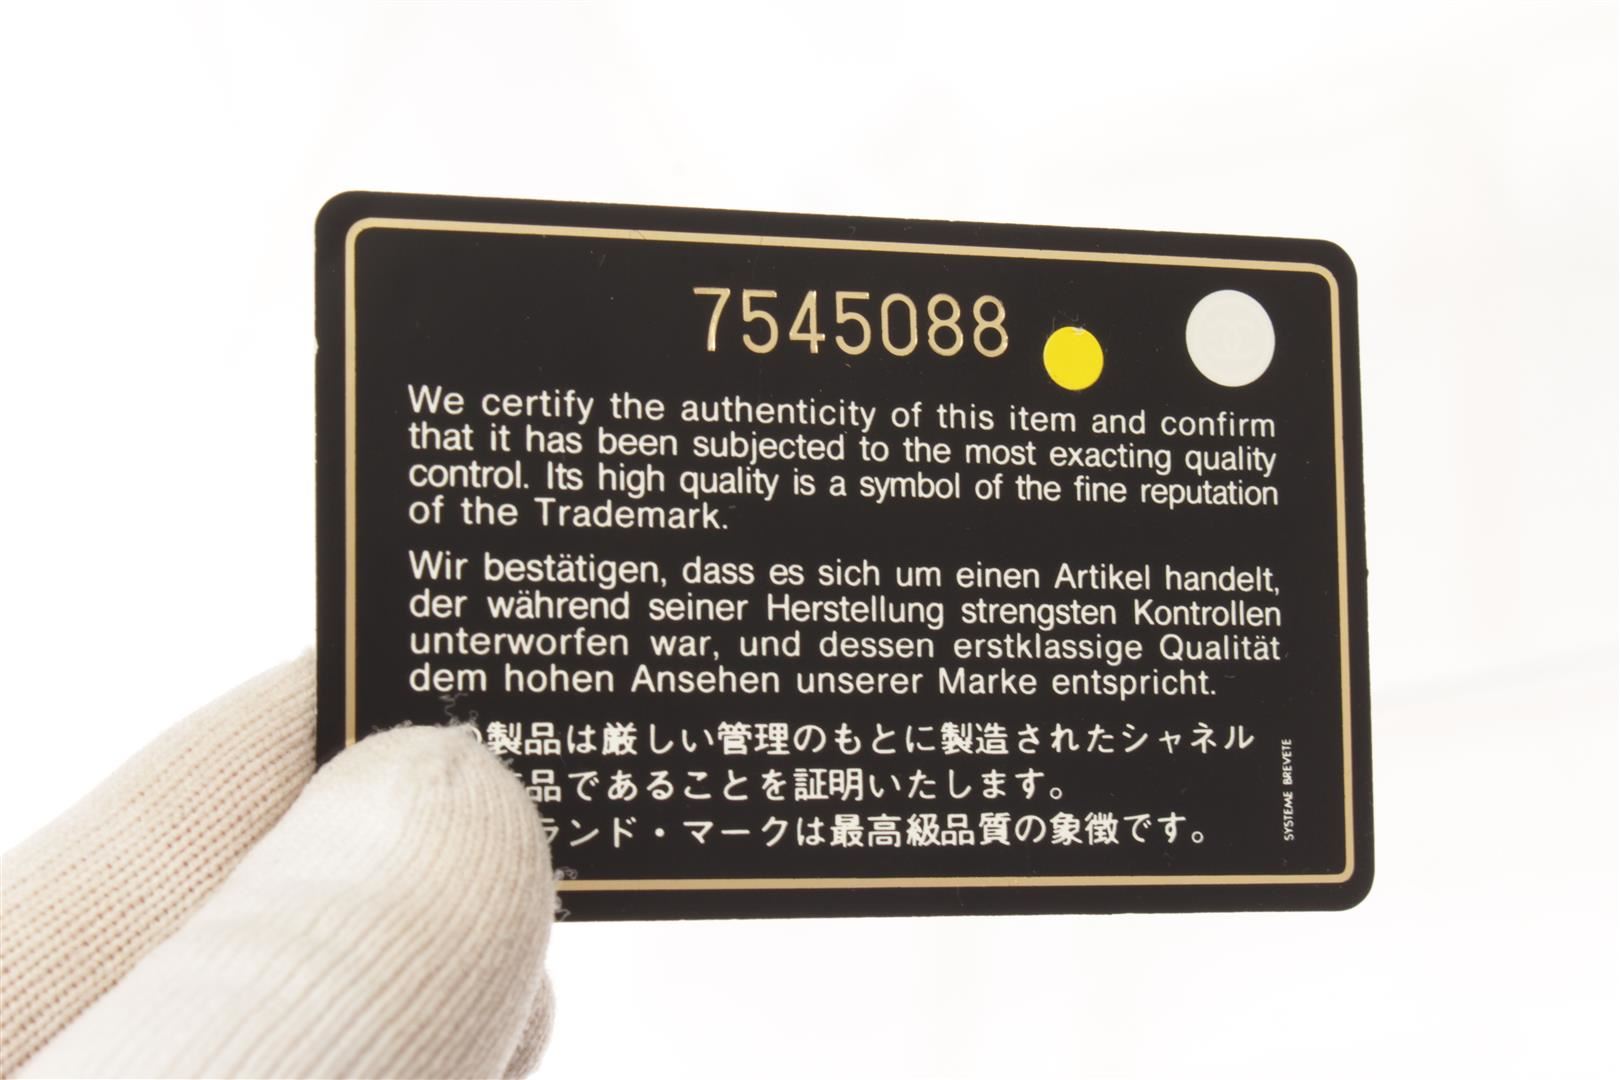 7545088
We certify the authenticity of this item and confirm
that it has been subjected to the most exacting quality
control. Its high quality is a symbol of the fine reputation
of the Trademark.
Wir bestätigen, dass es sich um einen Artikel handelt,
der während seiner Herstellung strengsten Kontrollen
unterworfen war, und dessen erstklassige Qualität
dem hohen Ansehen unserer Marke entspricht.
製品は厳しい管理のもとに製造されたシャネル
品であることを証明いたします。
ランド・マークは最高級品質の象徴です。
SYSTEME BREVETE